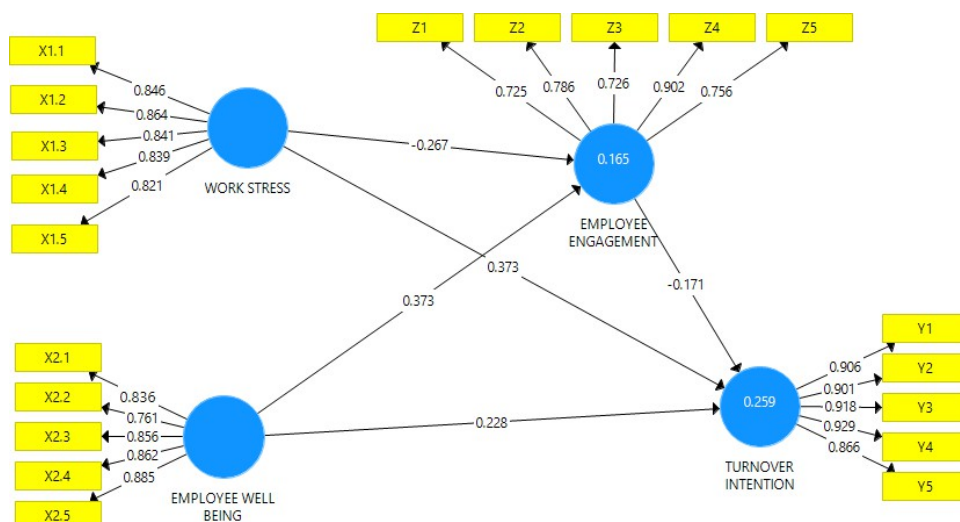 Z1
Z2
Z3
Z4
Z5
X1.1
X1.2
X1.3
X1.4
X1.5
0.846
0.864
0.841
0.839
0.821
WORK STRESS
0.725
0.786
0.726
0.902
0.756
0.165
EMPLOYEE
ENGAGEMENT
-0.267
0.373
0.373
-0.171
0.228
X2.1
X2.2
X2.3
X2.4
X2.5
0.836
0.761
0.856
0.862
0.885
EMPLOYEE WELL
BEING
0.259
TURNOVER
INTENTION
0.906
0.901
0.918
0.929
0.866
Y1
Y2
Y3
Y4
Y5